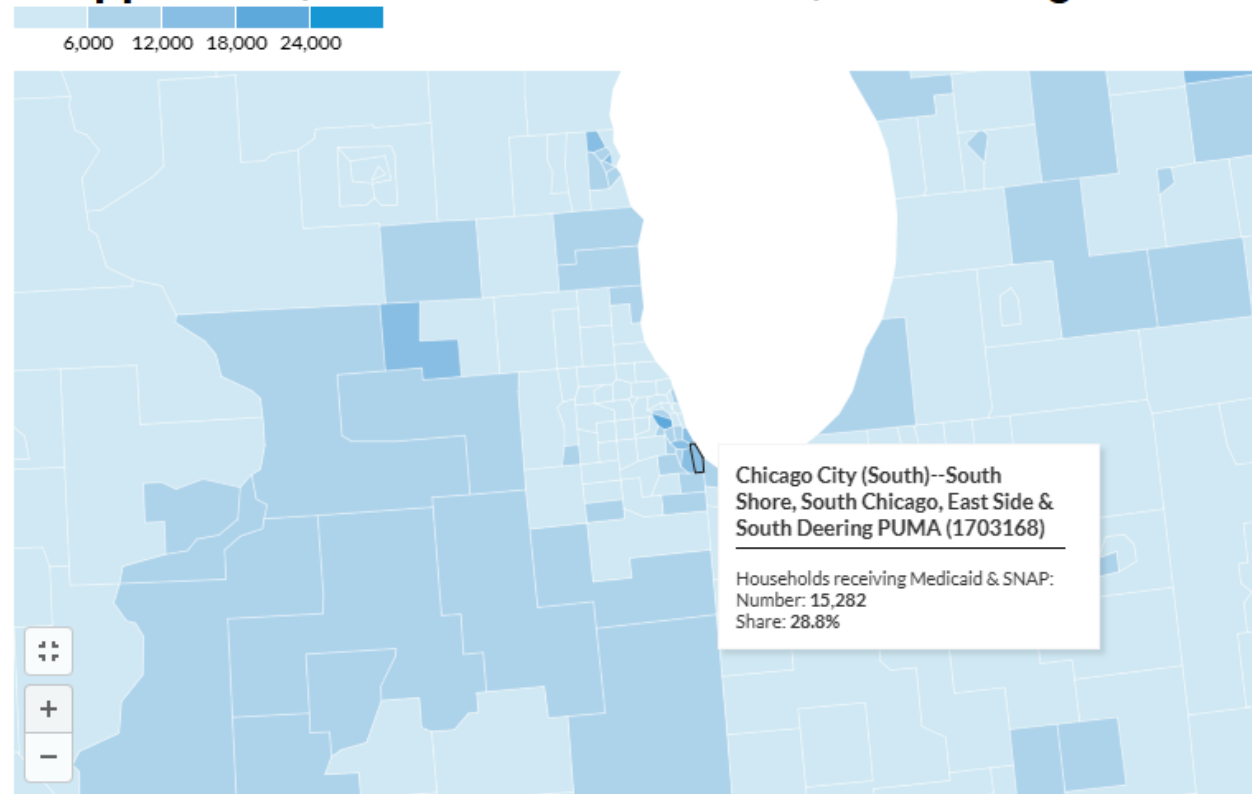 6,000 12,000 18,000 24,000
Chicago City (South)--South
Shore, South Chicago, East Side &
South Deering PUMA (1703168)
Households receiving Medicaid & SNAP:
Number: 15,282
Share: 28.8%
+
−